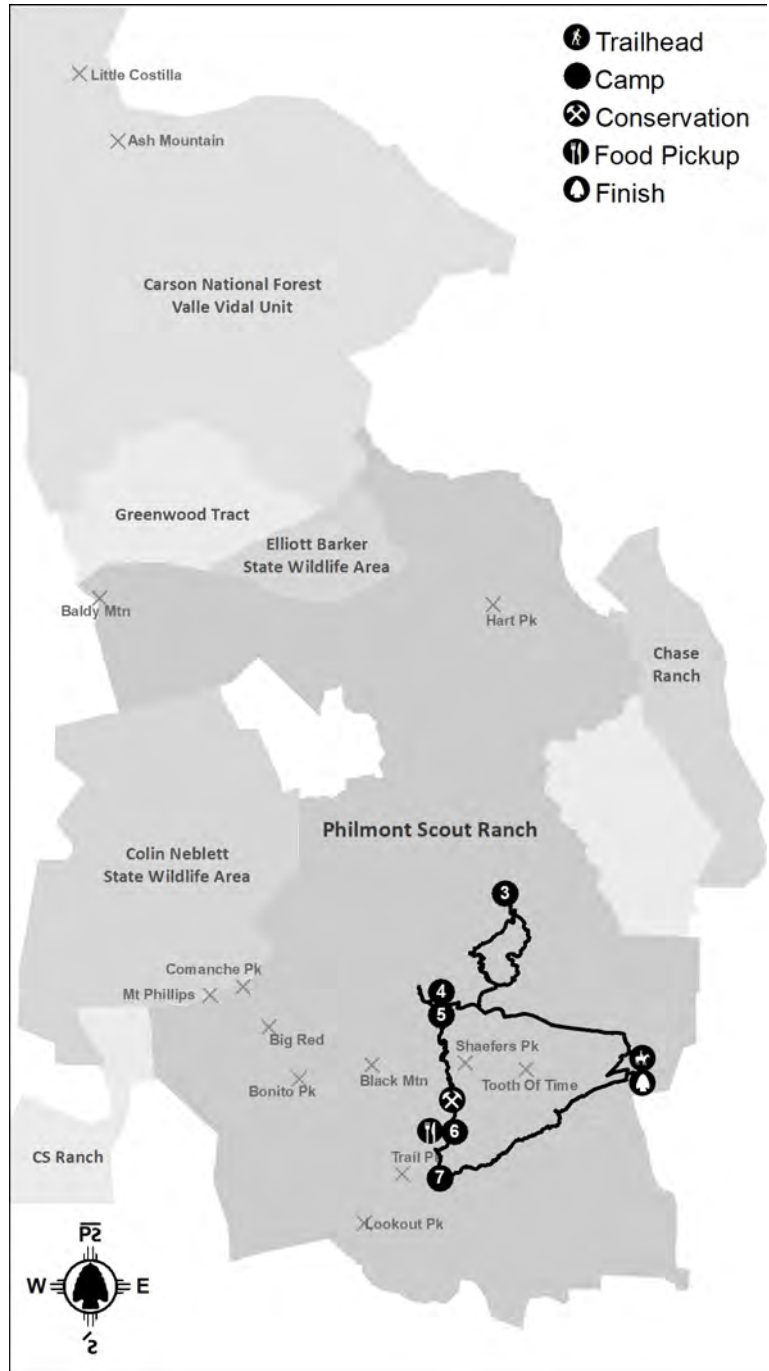 Trailhead
Camp
Conservation
Food Pickup
Finish
Little Costilla
Ash Mountain
Carson National Forest
Valle Vidal Unit
Greenwood Tract
Elliott Barker
State Wildlife Area
Baldy Mtn
Hart Pk
Chase
Ranch
Philmont Scout Ranch
Colin Neblett
State Wildlife Area
3
Comanche Pk
Mt Phillips
4
5
Big Red
Shaefers Pk
Black Mtn
Tooth Of Time
Bonito Pk
6
CS Ranch
Trail P
7
Lookout Pk
W
E